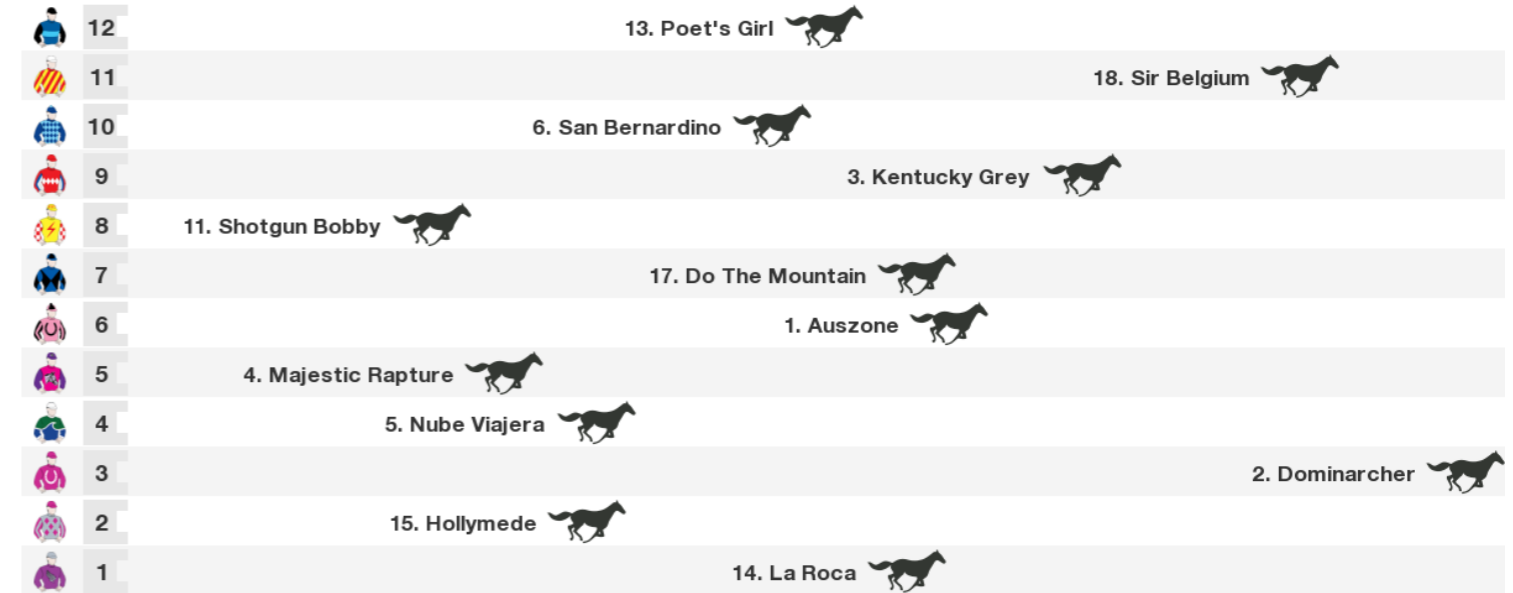 12 13. Poet's Girl
11 18. Sir Belgium
10 6. San Bernardino
9 3. Kentucky Grey
8 11. Shotgun Bobby
7 17. Do The Mountain
6 1. Auszone
5 4. Majestic Rapture
4 5. Nube Viajera
3 2. Dominarcher
2 15. Hollymede
1 14. La Roca